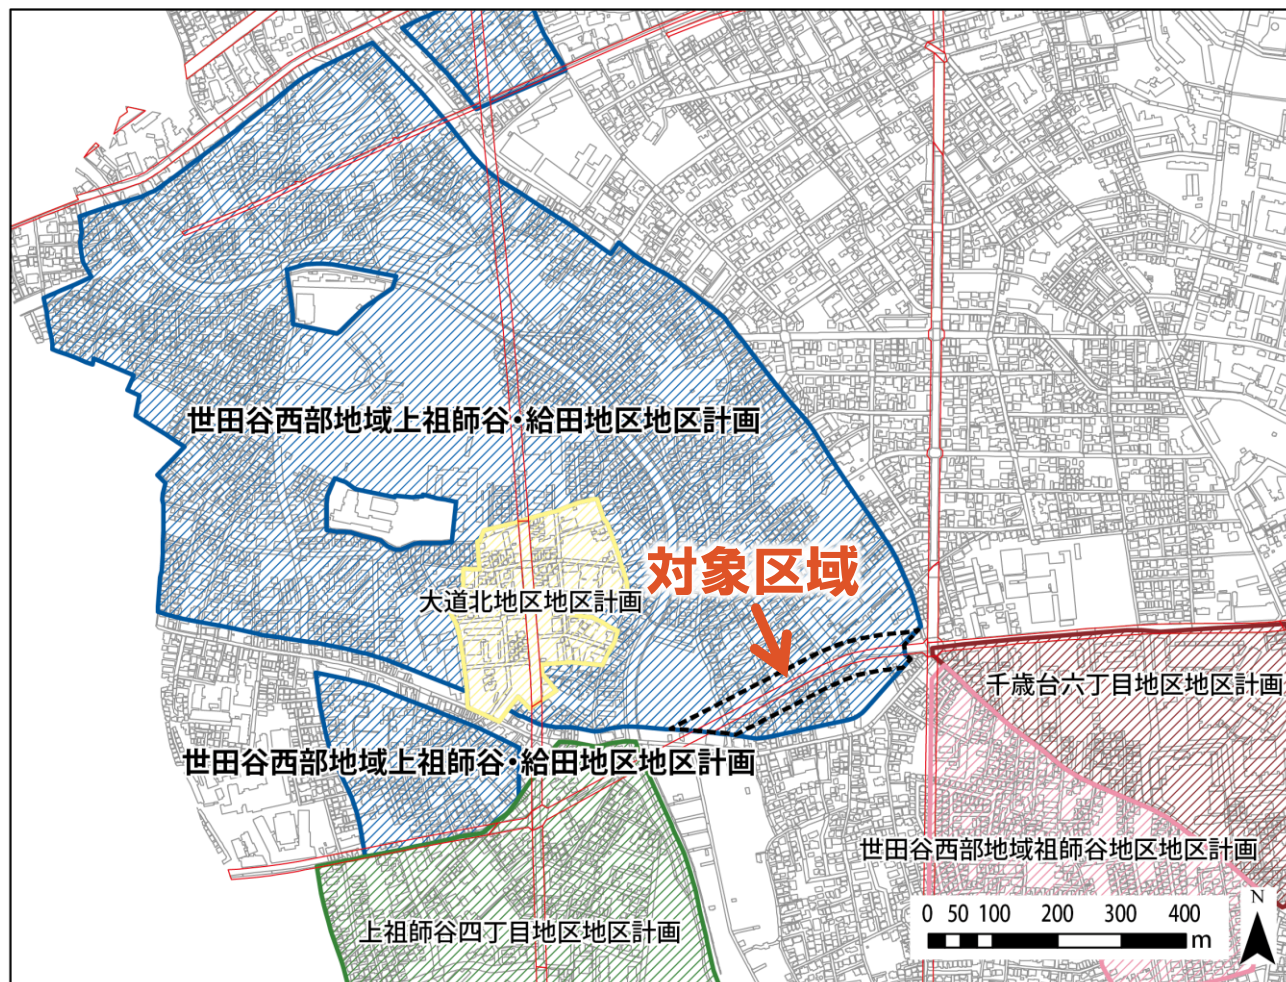 世田谷西部地域上祖師谷・給田地区地区計画
対象区域
大道北地区地区計画
千歳台六丁目地区地区計画
世田谷西部地域上祖師谷・給田地区地区計画
世田谷西部地域祖師谷地区地区計画
上祖師谷四丁目地区地区計画
0 50 100 200 300 400
m
N